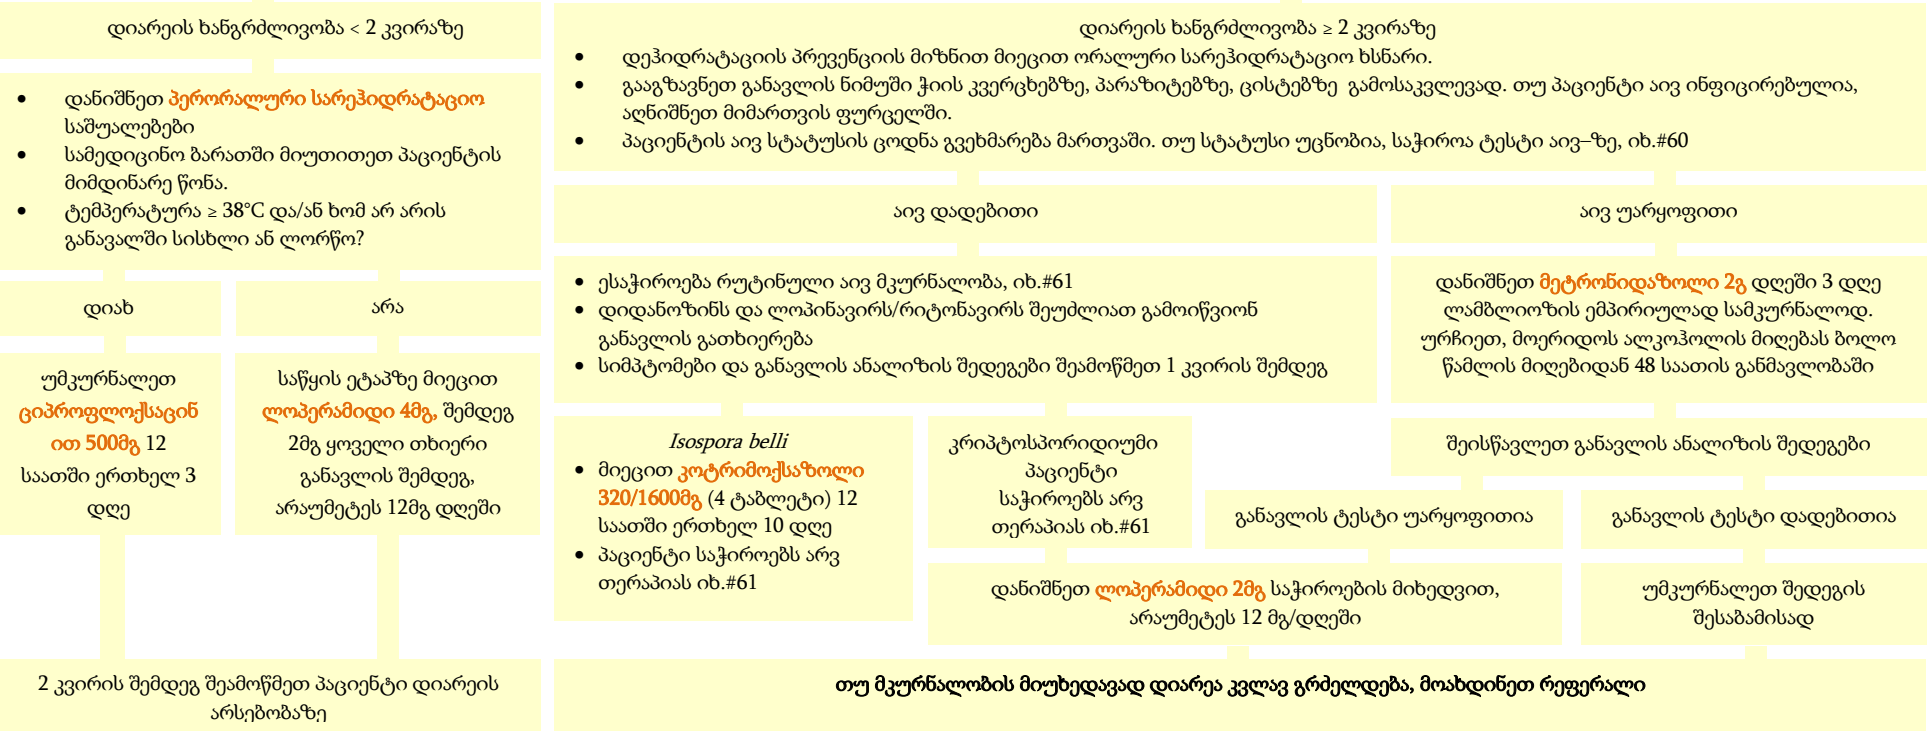 დიარეის ხანგრძლივობა < 2 კვირაზე
• დანიშნეთ პერორალური სარეჰიდრატაციო
საშუალებები
• სამედიცინო ბარათში მიუთითეთ პაციენტის
მიმდინარე წონა.
• ტემპერატურა ≥ 38°C და/ან ხომ არ არის
განავალში სისხლი ან ლორწო?
დიახ
უმკურნალეთ
ციპროფლოქსაცინ
ით 500მგ 12
საათში ერთხელ 3
დღე
არა
საწყის ეტაპზე მიეცით
ლოპერამიდი 4მგ, შემდეგ
2მგ ყოველი თხიერი
განავლის შემდეგ,
არაუმეტეს 12მგ დღეში
2 კვირის შემდეგ შეამოწმეთ პაციენტი დიარეის
არსებობაზე
დიარეის ხანგრძლივობა ≥ 2 კვირაზე
• დეჰიდრატაციის პრევენციის მიზნით მიეცით ორალური სარეჰიდრატაციო ხსნარი.
• გააგზავნეთ განავლის ნიმუში ჭიის კვერცხებზე, პარაზიტებზე, ცისტებზე გამოსაკვლევად. თუ პაციენტი აივ ინფიცირებულია,
აღნიშნეთ მიმართვის ფურცელში.
• პაციენტის აივ სტატუსის ცოდნა გვეხმარება მართვაში. თუ სტატუსი უცნობია, საჭიროა ტესტი აივ–ზე, იხ.#60
აივ დადებითი
• ესაჭიროება რუტინული აივ მკურნალობა, იხ.#61
• დიდანოზინს და ლოპინავირს/რიტონავირს შეუძლიათ გამოიწვიონ
განავლის გათხიერება
• სიმპტომები და განავლის ანალიზის შედეგები შეამოწმეთ 1 კვირის შემდეგ
Isospora belli
• მიეცით კოტრიმოქსაზოლი
320/1600მგ (4 ტაბლეტი) 12
საათში ერთხელ 10 დღე
• პაციენტი საჭიროებს არვ
თერაპიას იხ.#61
კრიპტოსპორიდიუმი
პაციენტი
საჭიროებს არვ
თერაპიას იხ.#61
აივ უარყოფითი
დანიშნეთ მეტრონიდაზოლი 2გ დღეში 3 დღე
ლამბლიოზის ემპირიულად სამკურნალოდ.
ურჩიეთ, მოერიდოს ალკოჰოლის მიღებას ბოლო
წამლის მიღებიდან 48 საათის განმავლობაში
შეისწავლეთ განავლის ანალიზის შედეგები
განავლის ტესტი უარყოფითია
განავლის ტესტი დადებითია
დანიშნეთ ლოპერამიდი 2მგ საჭიროების მიხედვით,
არაუმეტეს 12 მგ/დღეში
უმკურნალეთ შედეგის
შესაბამისად
თუ მკურნალობის მიუხედავად დიარეა კვლავ გრძელდება, მოახდინეთ რეფერალი